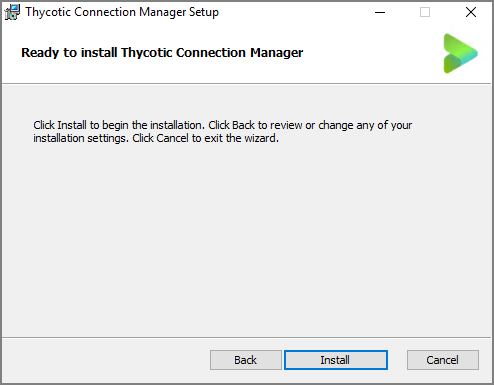 Thycotic Connection Manager Setup
Ready to install Thycotic Connection Manager
Click Install to begin the installation. Click Back to review or change any of your
installation settings. Click Cancel to exit the wizard.
Back Install Cancel